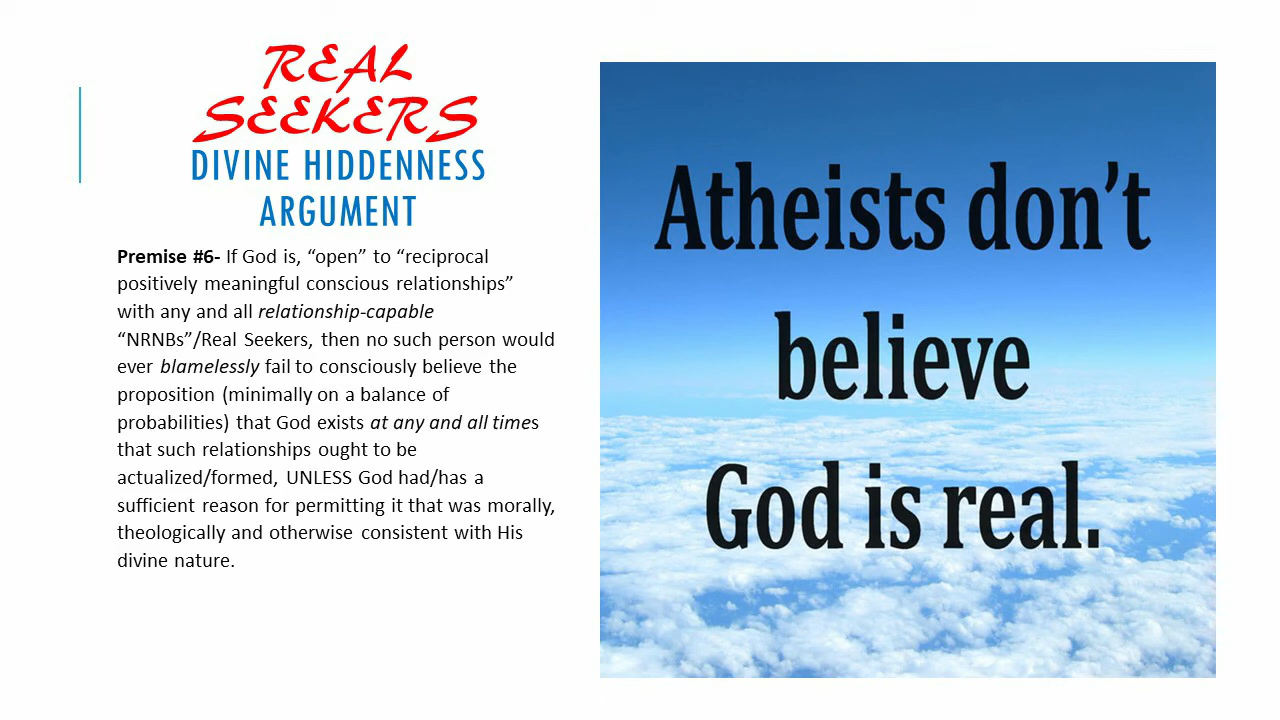 REAL
SEEKERS
DIVINE HIDDENNESS
ARGUMENT
Premise #6- If God is, “open” to “reciprocal
positively meaningful conscious relationships”
with any and all relationship-capable
“NRNBs”/Real Seekers, then no such person would
ever blamelessly fail to consciously believe the
proposition (minimally on a balance of
probabilities) that God exists at any and all times
that such relationships ought to be
actualized/formed, UNLESS God had/has a
sufficient reason for permitting it that was morally,
theologically and otherwise consistent with His
divine nature.
Atheists don’t
believe
God is real.